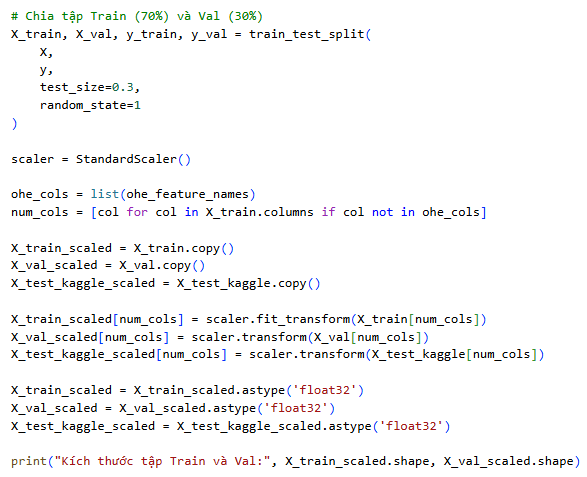 # Chia tập Train (70%) và Val (30%)
X_train, X_val, y_train, y_val = train_test_split(
    X,
    y,
    test_size=0.3,
    random_state=1
)

scaler = StandardScaler()

ohe_cols = list(ohe_feature_names)
num_cols = [col for col in X_train.columns if col not in ohe_cols]

X_train_scaled = X_train.copy()
X_val_scaled = X_val.copy()
X_test_kaggle_scaled = X_test_kaggle.copy()

X_train_scaled[num_cols] = scaler.fit_transform(X_train[num_cols])
X_val_scaled[num_cols] = scaler.transform(X_val[num_cols])
X_test_kaggle_scaled[num_cols] = scaler.transform(X_test_kaggle[num_cols])

X_train_scaled = X_train_scaled.astype('float32')
X_val_scaled = X_val_scaled.astype('float32')
X_test_kaggle_scaled = X_test_kaggle_scaled.astype('float32')

print("Kích thước tập Train và Val:", X_train_scaled.shape, X_val_scaled.shape)